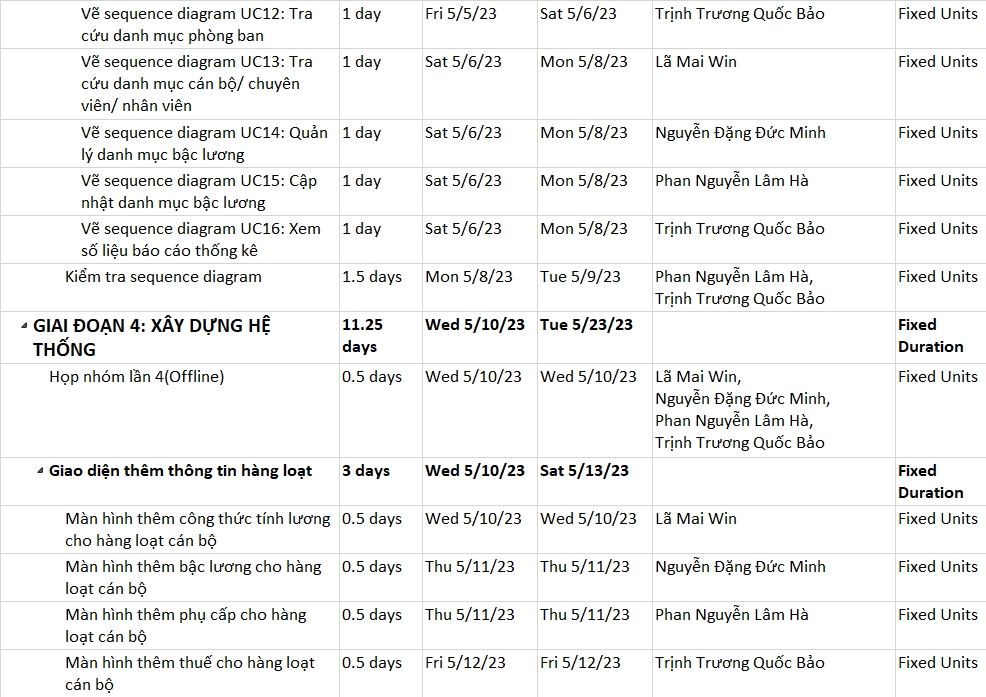 Vẽ sequence diagram UC12: Tra 1 day Fri 5/5/23 Sat 5/6/23 Trịnh Trương Quốc Bảo Fixed Units
cứu danh mục phòng ban
Vẽ sequence diagram UC13: Tra 1 day Sat 5/6/23 Mon 5/8/23 Lã Mai Win Fixed Units
cứu danh mục cán bộ/ chuyên
viên/ nhân viên
Vẽ sequence diagram UC14: Quản 1 day Sat 5/6/23 Mon 5/8/23 Nguyễn Đặng Đức Minh Fixed Units
lý danh mục bậc lương
Vẽ sequence diagram UC15: Cập 1 day Sat 5/6/23 Mon 5/8/23 Phan Nguyễn Lâm Hà Fixed Units
nhật danh mục bậc lương
Vẽ sequence diagram UC16: Xem 1 day Sat 5/6/23 Mon 5/8/23 Trịnh Trương Quốc Bảo Fixed Units
số liệu báo cáo thống kê
Kiểm tra sequence diagram 1.5 days Mon 5/8/23 Tue 5/9/23 Phan Nguyễn Lâm Hà, Fixed Units
Trịnh Trương Quốc Bảo
GIAI ĐOẠN 4: XÂY DỰNG HỆ 11.25 Wed 5/10/23 Tue 5/23/23 Fixed
THỐNG days Duration
Họp nhóm lần 4(Offline) 0.5 days Wed 5/10/23 Wed 5/10/23 Lã Mai Win, Fixed Units
Nguyễn Đặng Đức Minh,
Phan Nguyễn Lâm Hà,
Trịnh Trương Quốc Bảo
Giao diện thêm thông tin hàng loạt 3 days Wed 5/10/23 Sat 5/13/23 Fixed
Duration
Màn hình thêm công thức tính lương 0.5 days Wed 5/10/23 Wed 5/10/23 Lã Mai Win Fixed Units
cho hàng loạt cán bộ
Màn hình thêm bậc lương cho hàng 0.5 days Thu 5/11/23 Thu 5/11/23 Nguyễn Đặng Đức Minh Fixed Units
loạt cán bộ
Màn hình thêm phụ cấp cho hàng 0.5 days Thu 5/11/23 Thu 5/11/23 Phan Nguyễn Lâm Hà Fixed Units
loạt cán bộ
Màn hình thêm thuế cho hàng loạt 0.5 days Fri 5/12/23 Fri 5/12/23 Trịnh Trương Quốc Bảo Fixed Units
cán bộ